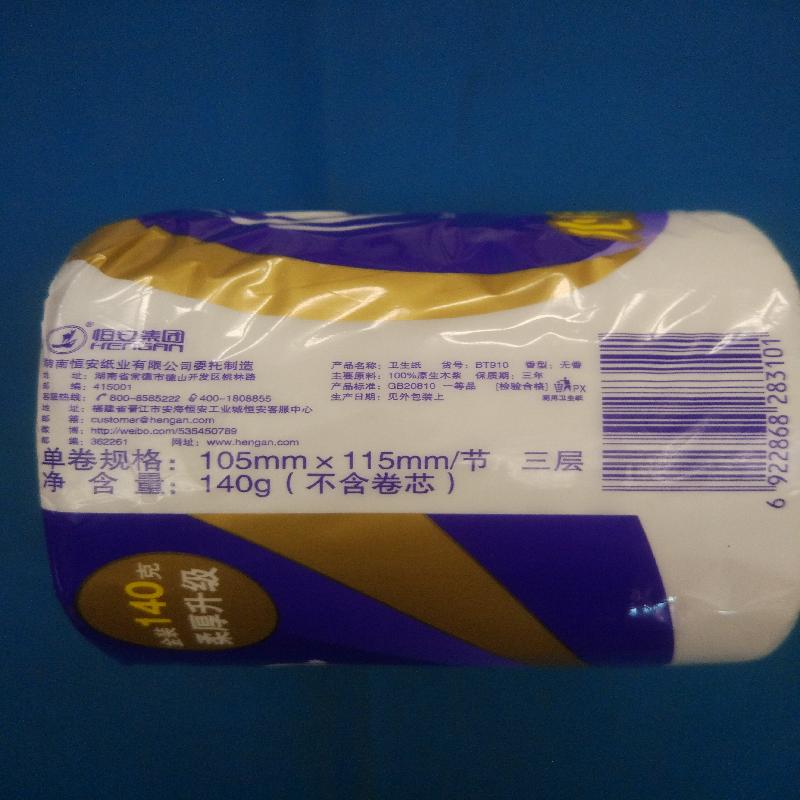 恒安集团
HENGAN
湖南恒安纸业有限公司委托制造
地 址: 湖南省常德市德山开发区桃林路
邮 编: 415001
客服热线: 800-8585222 400-1808855
地 址: 福建省晋江市安海恒安工业城恒安客服中心
邮 箱: customer@hengan.com
微 博: http://weibo.com/535450789
邮 编: 362261 网址: www.hengan.com
产品名称: 卫生纸 货号: BT910 香型: 无香
主要原料: 100%原生木浆 保质期: 三年
产品标准: GB20810 一等品 [检验合格] PX
生产日期: 见外包装上 家用卫生纸
单卷规格: 105mm×115mm/节 三层
净 含 量: 140g(不含卷芯)
6 922868 283101
140克
柔厚升级